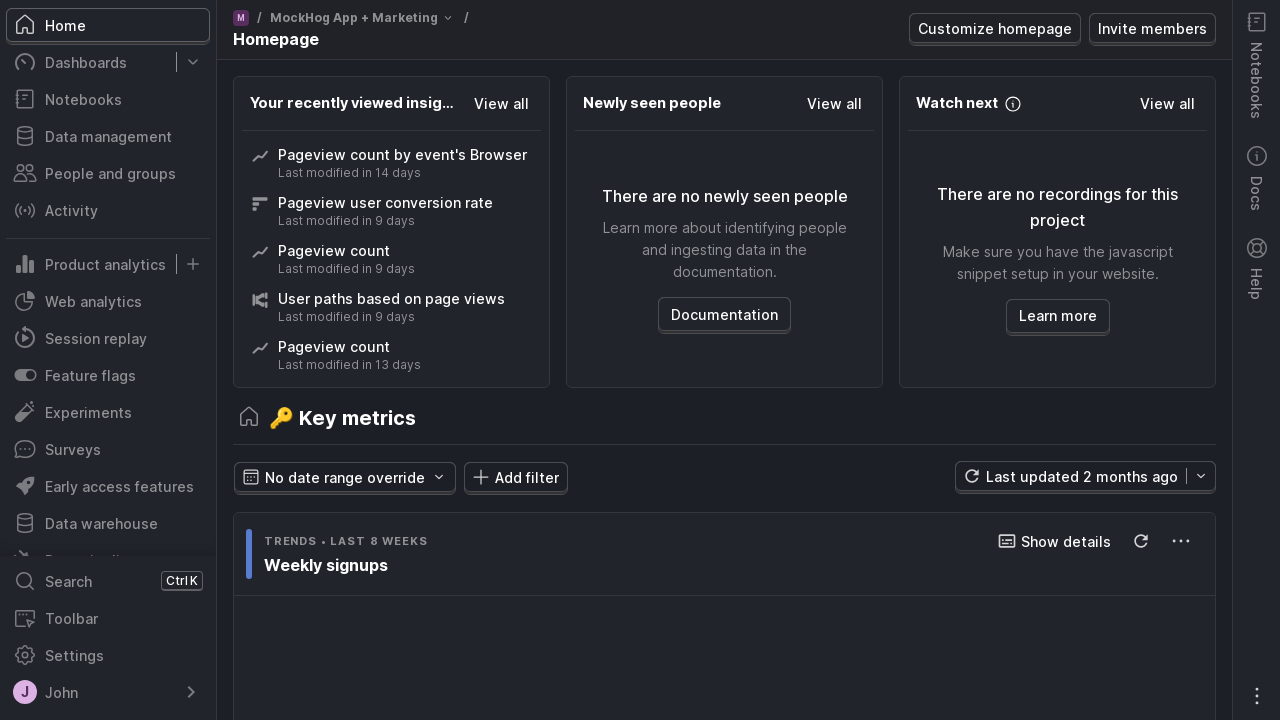 Home
Dashboards
Notebooks
Data management
People and groups
Activity
Product analytics
Web analytics
Session replay
Feature flags
Experiments
Surveys
Early access features
Data warehouse
Search Ctrl K
Toolbar
Settings
J John
M / MockHog App + Marketing /
Homepage
Customize homepage
Invite members
Your recently viewed insig... View all
Pageview count by event's Browser
Last modified in 14 days
Pageview user conversion rate
Last modified in 9 days
Pageview count
Last modified in 9 days
User paths based on page views
Last modified in 9 days
Pageview count
Last modified in 13 days
Newly seen people View all
There are no newly seen people
Learn more about identifying people
and ingesting data in the
documentation.
Documentation
Watch next View all
There are no recordings for this
project
Make sure you have the javascript
snippet setup in your website.
Learn more
🔑 Key metrics
No date range override
Add filter
Last updated 2 months ago
TRENDS • LAST 8 WEEKS
Weekly signups
Show details
Notebooks
Docs
Help